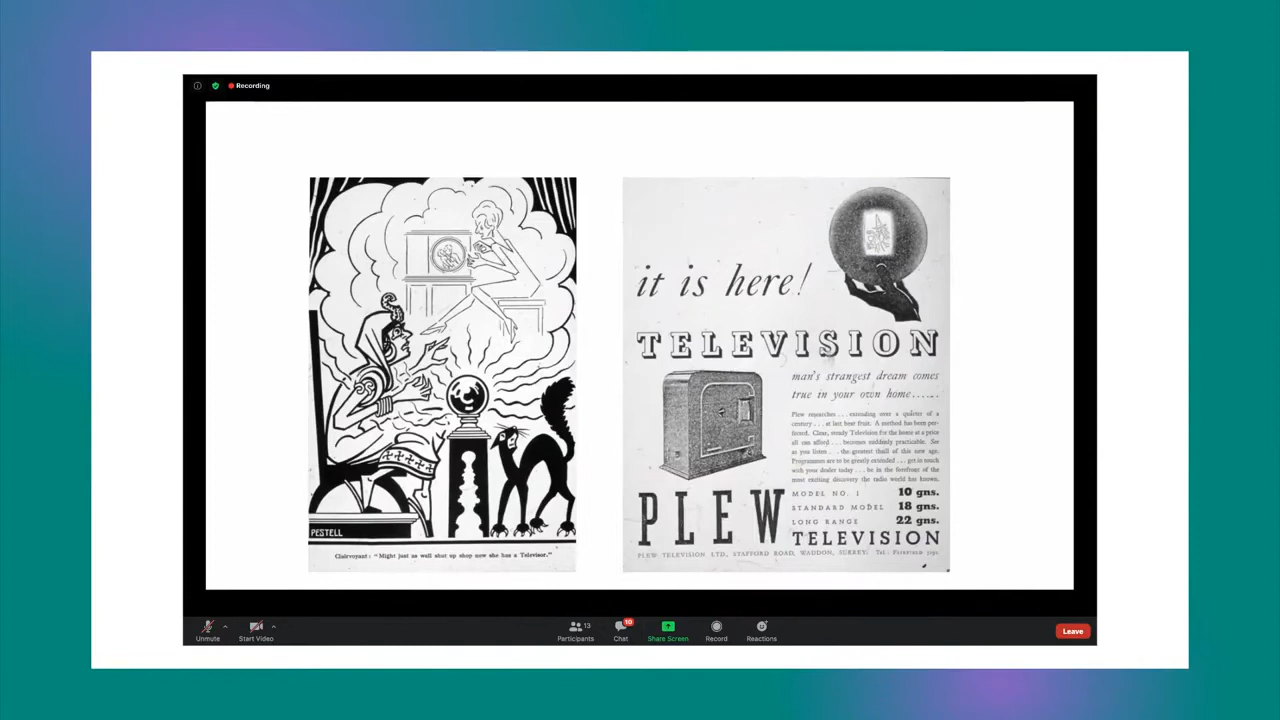 Recording
PESTELL
Clairvoyant: "Might just as well shut up shop now she has a Televisor."
it is here!
TELEVISION
man's strangest dream comes
true in your own home......
Plew researches . . . extending over a quarter of a
century . . . at last bear fruit. A method has been per-
fected. Clear, steady Television for the home at a price
all can afford . . . becomes suddenly practicable. See
as you listen . . . the greatest thrill of this new age.
Programmes are to be greatly extended . . . get in touch
with your dealer today . . . be in the forefront of the
most exciting discovery the radio world has known.
MODEL NO. 1 10 gns.
STANDARD MODEL 18 gns.
LONG RANGE 22 gns.
PLEW TELEVISION
PLEW TELEVISION LTD., STAFFORD ROAD, WADDON, SURREY. Tel.: FAIRFIELD
Unmute
Start Video
13
Participants
10
Chat
Share Screen
Record
Reactions
Leave